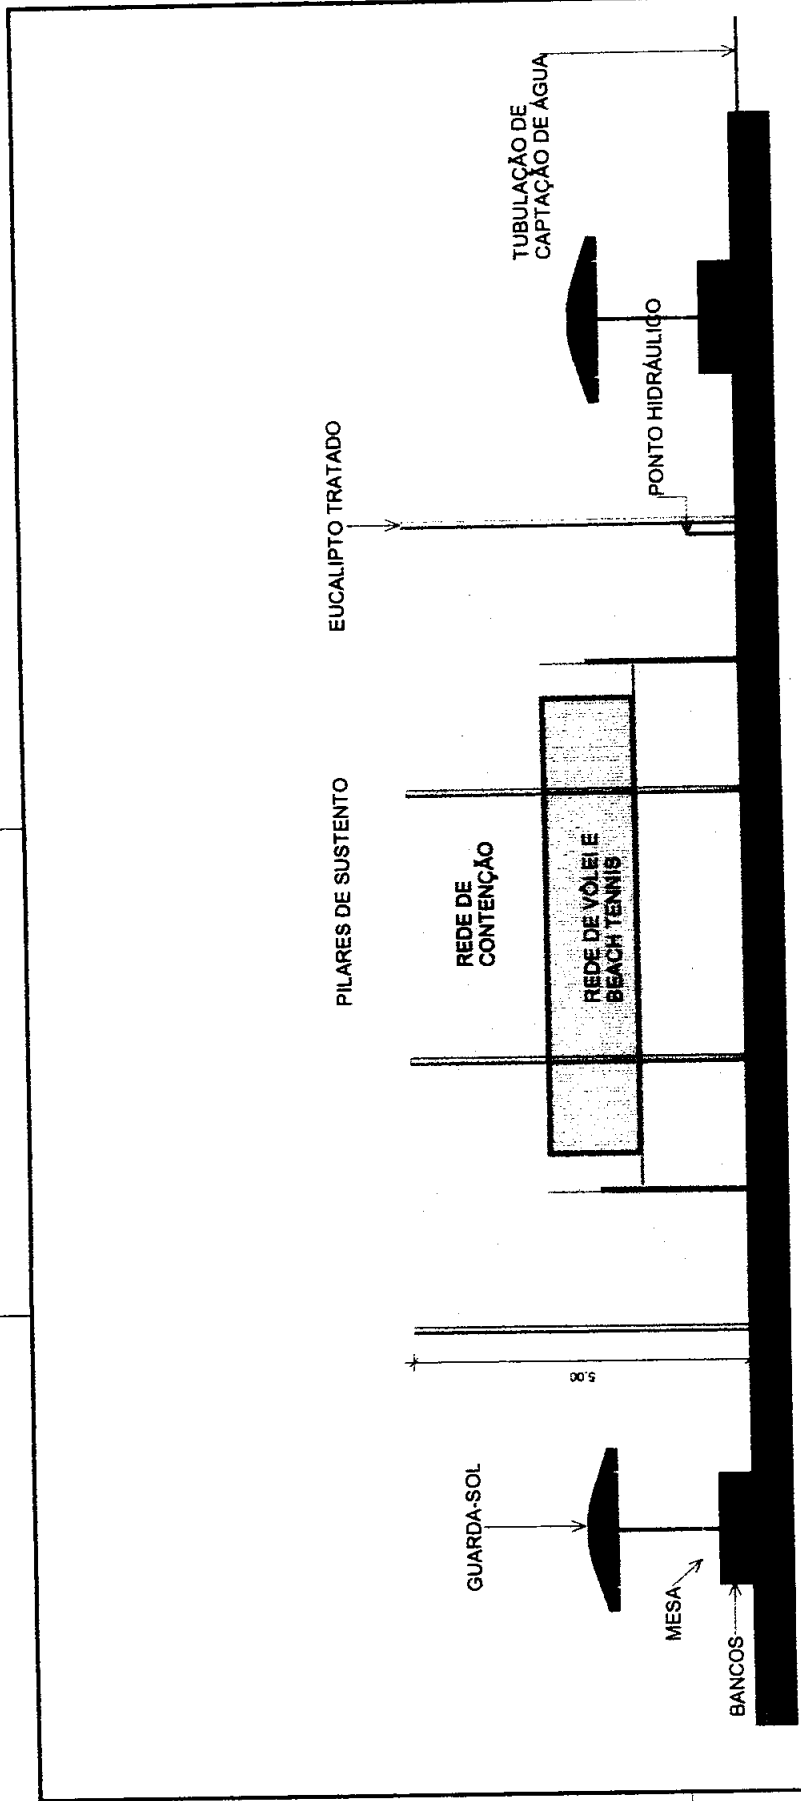 PILARES DE SUSTENTO
EUCALIPTO TRATADO
TUBULAÇÃO DE
CAPTAÇÃO DE ÁGUA
GUARDA-SOL
REDE DE
CONTENÇÃO
REDE DE VÔLEI E
BEACH TENNIS
PONTO HIDRÁULICO
MESA
BANCOS
5.00